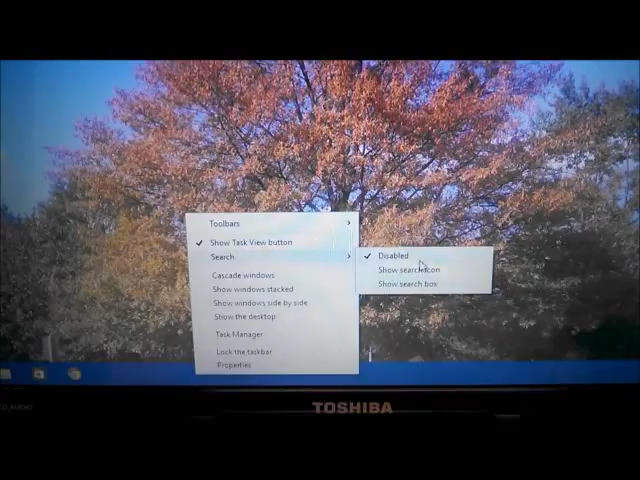 Toolbars
Show Task View button
Search
Disabled
Show search icon
Show search box
Cascade windows
Show windows stacked
Show windows side by side
Show the desktop
Task Manager
Lock the taskbar
Properties
TOSHIBA